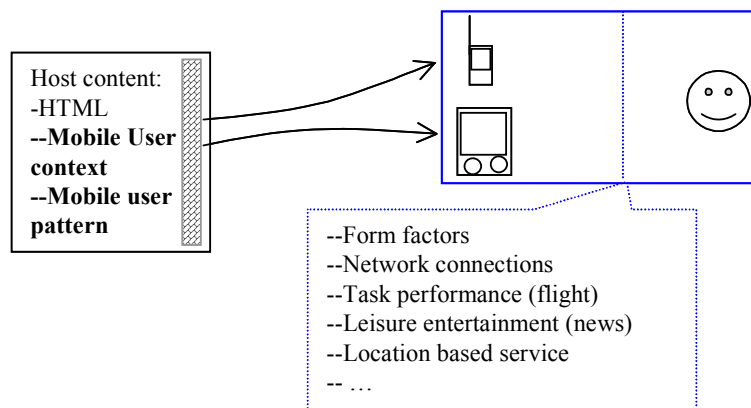 Host content:
-HTML
--Mobile User
context
--Mobile user
pattern
--Form factors
--Network connections
--Task performance (flight)
--Leisure entertainment (news)
--Location based service
-- …